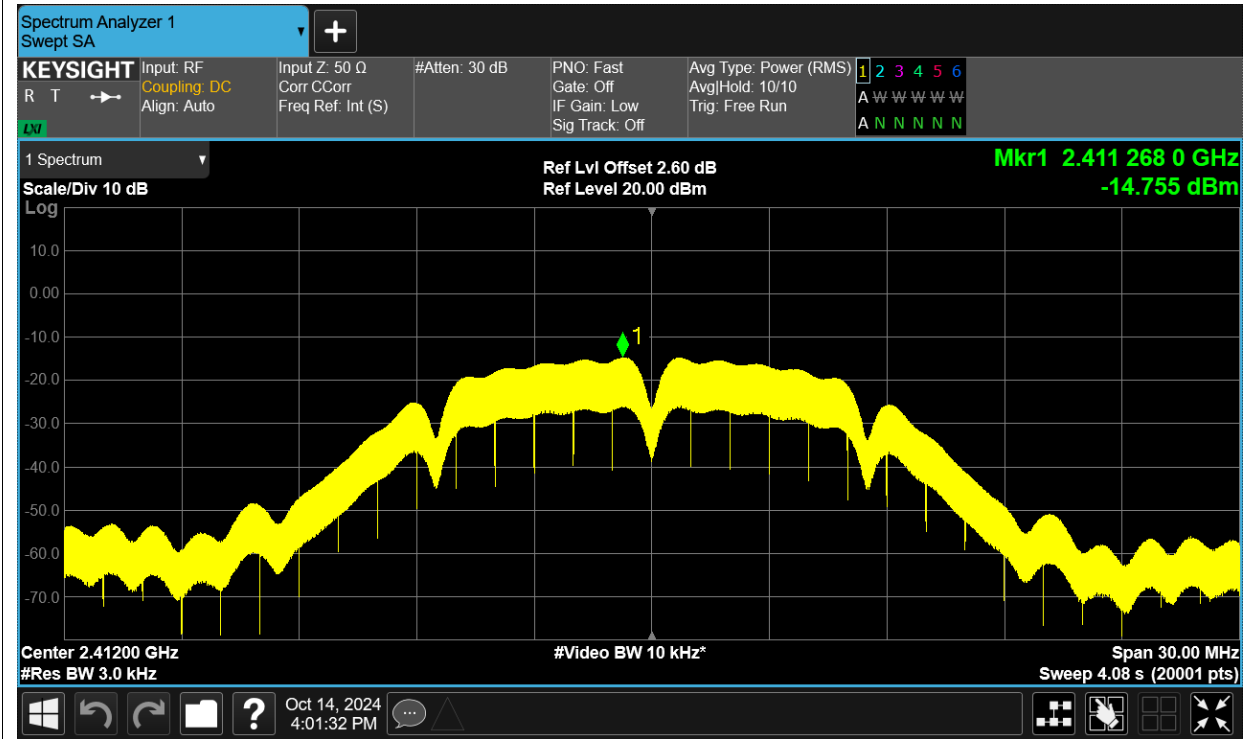 Spectrum Analyzer 1
Swept SA
KEYSIGHT
R T
LXI
Input: RF
Coupling: DC
Align: Auto
Input Z: 50 Ω
Corr CCorr
Freq Ref: Int (S)
#Atten: 30 dB
PNO: Fast
Gate: Off
IF Gain: Low
Sig Track: Off
Avg Type: Power (RMS)
Avg|Hold: 10/10
Trig: Free Run
1 2 3 4 5 6
A W W W W W
A N N N N N
1 Spectrum
Scale/Div 10 dB
Log
Ref Lvl Offset 2.60 dB
Ref Level 20.00 dBm
Mkr1 2.411 268 0 GHz
-14.755 dBm
10.0
0.00
-10.0
-20.0
-30.0
-40.0
-50.0
-60.0
-70.0
1
Center 2.41200 GHz
#Res BW 3.0 kHz
#Video BW 10 kHz*
Span 30.00 MHz
Sweep 4.08 s (20001 pts)
?
Oct 14, 2024
4:01:32 PM